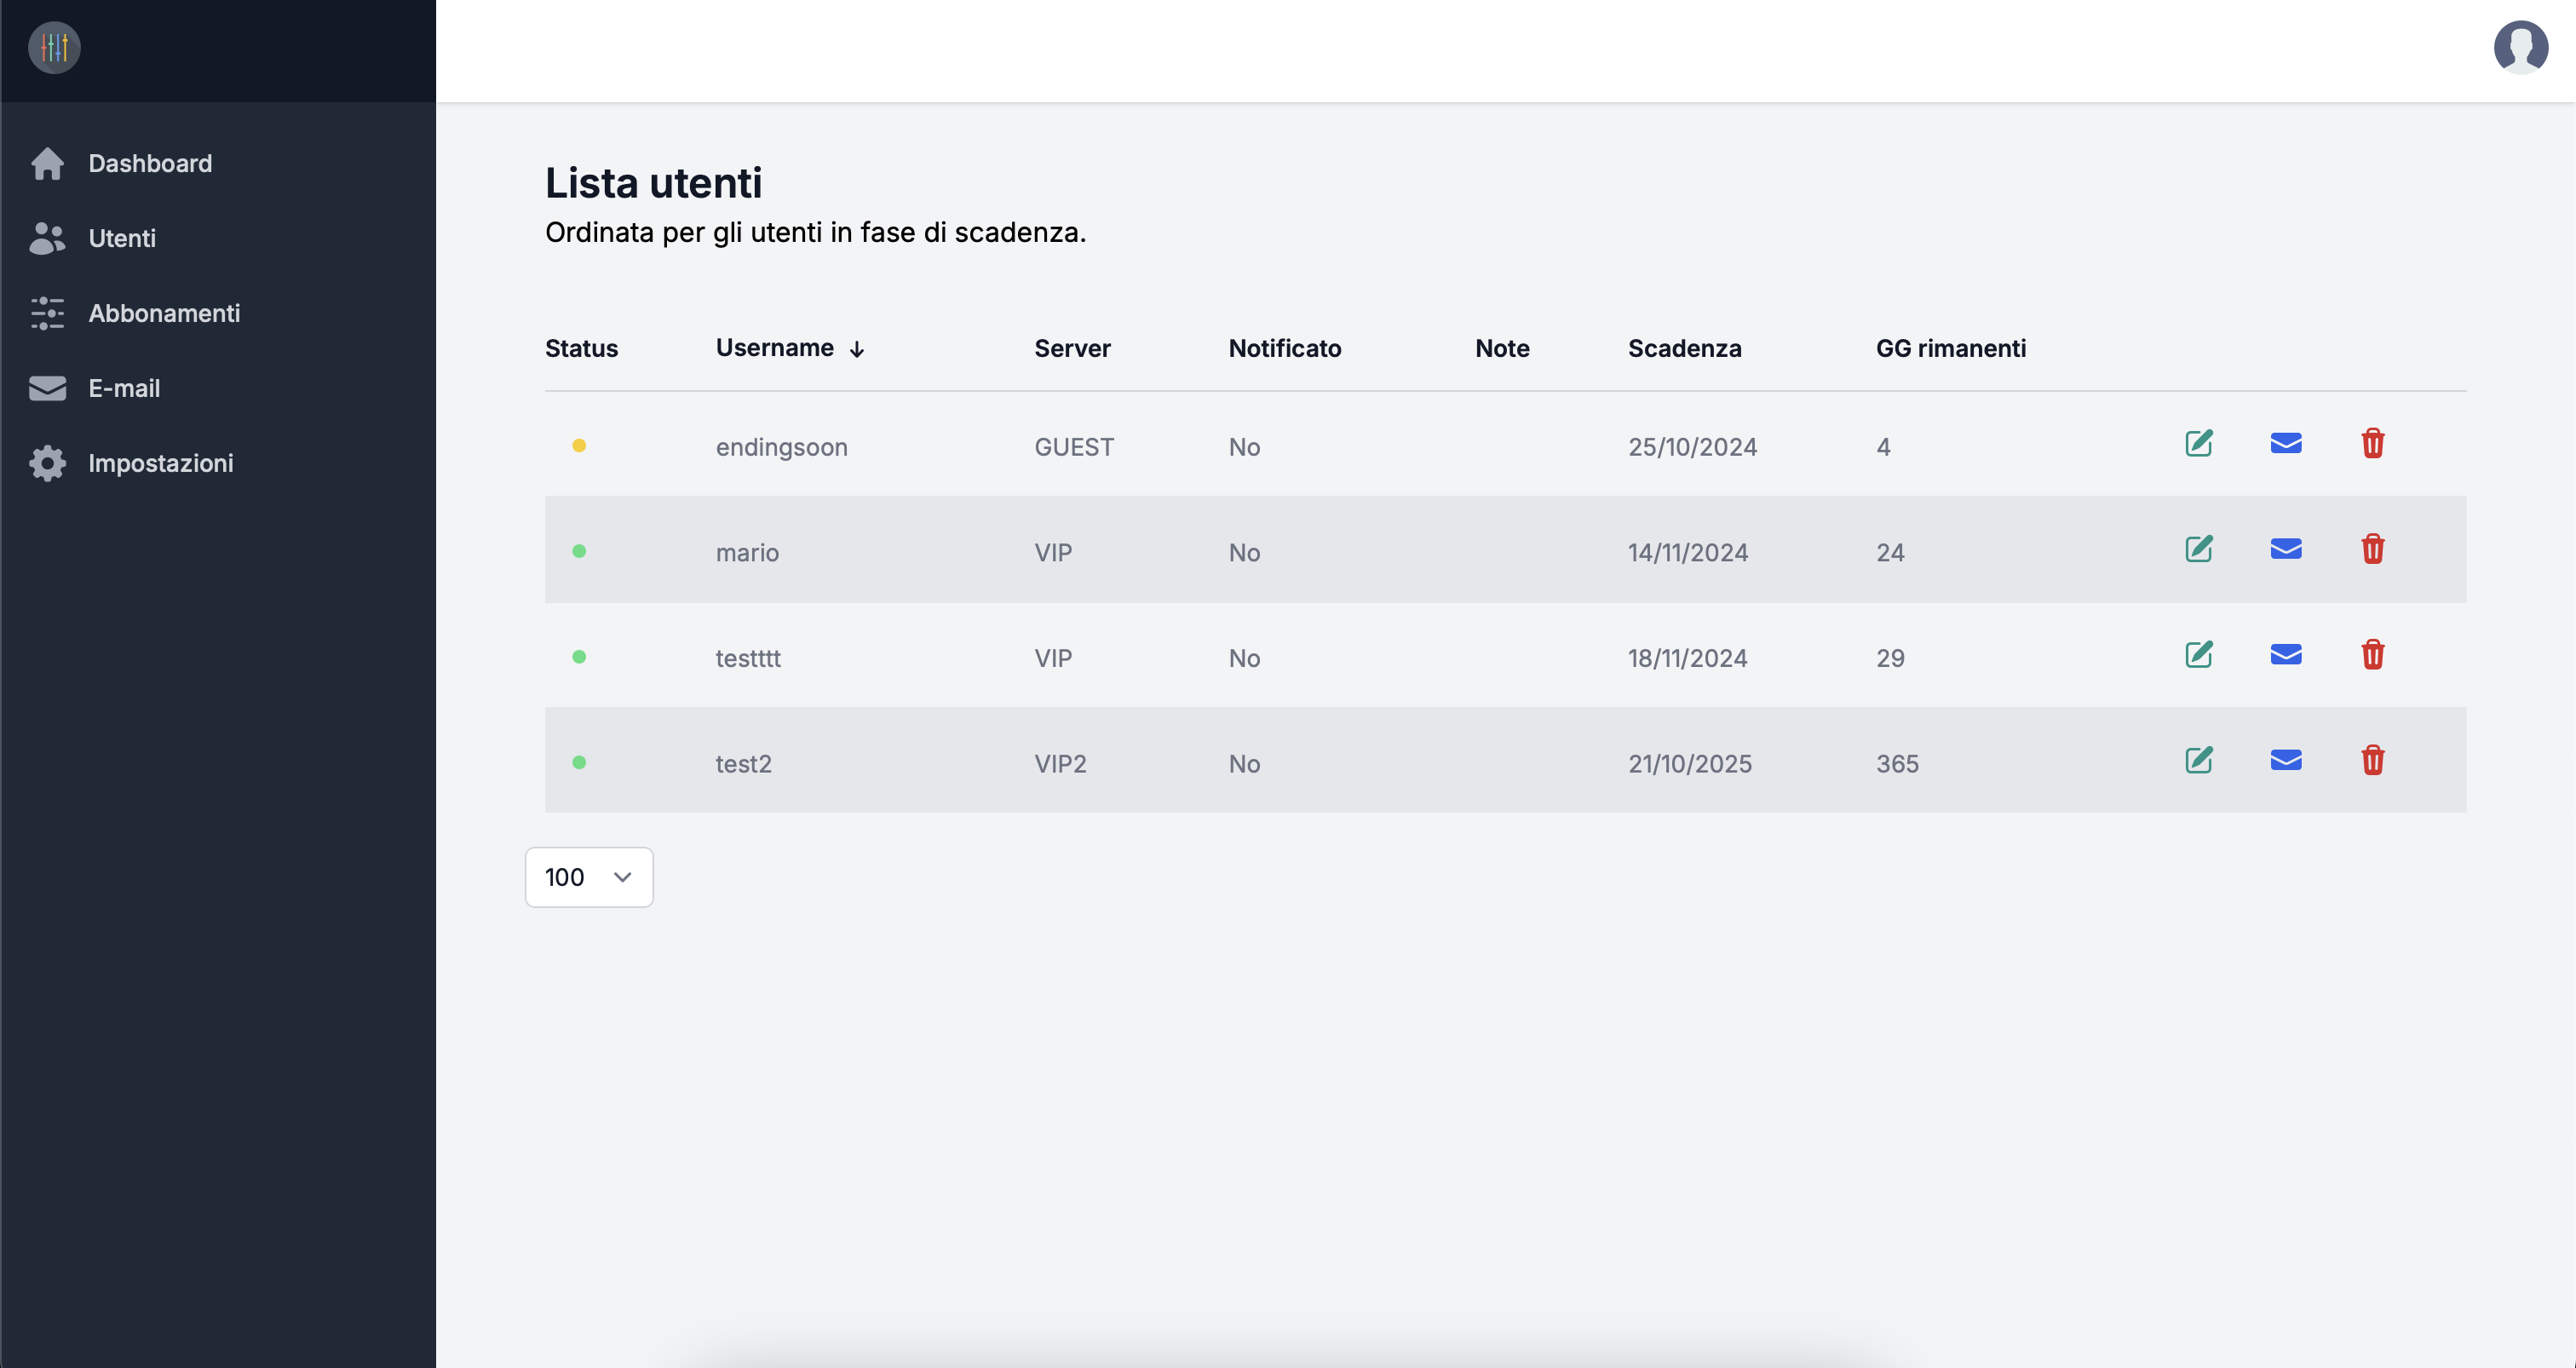 Dashboard
Utenti
Abbonamenti
E-mail
Impostazioni
Lista utenti
Ordinata per gli utenti in fase di scadenza.
Status Username ↓ Server Notificato Note Scadenza GG rimanenti
endingsoon GUEST No 25/10/2024 4
mario VIP No 14/11/2024 24
testttt VIP No 18/11/2024 29
test2 VIP2 No 21/10/2025 365
100